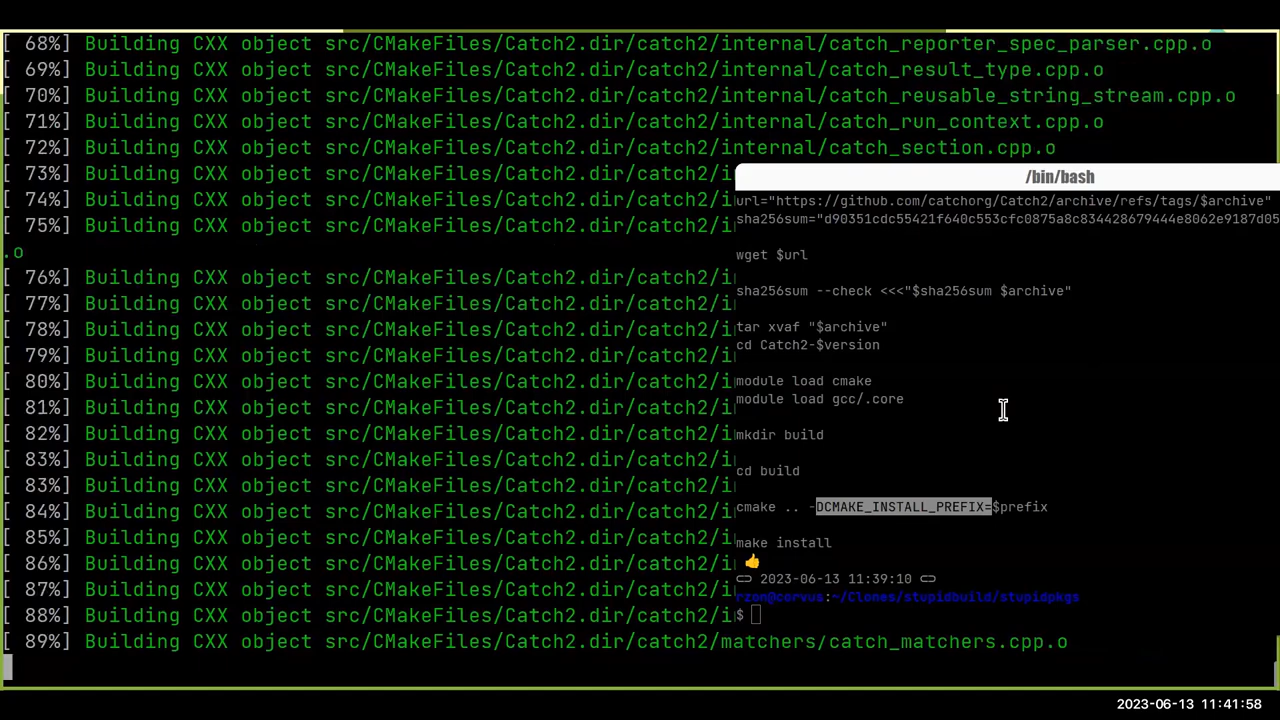 [ 68%] Building CXX object src/CMakeFiles/Catch2.dir/catch2/internal/catch_reporter_spec_parser.cpp.o
[ 69%] Building CXX object src/CMakeFiles/Catch2.dir/catch2/internal/catch_result_type.cpp.o
[ 70%] Building CXX object src/CMakeFiles/Catch2.dir/catch2/internal/catch_reusable_string_stream.cpp.o
[ 71%] Building CXX object src/CMakeFiles/Catch2.dir/catch2/internal/catch_run_context.cpp.o
[ 72%] Building CXX object src/CMakeFiles/Catch2.dir/catch2/internal/catch_section.cpp.o
[ 73%] Building CXX object src/CMakeFiles/Catch2.dir/catch2/i
[ 74%] Building CXX object src/CMakeFiles/Catch2.dir/catch2/i
[ 75%] Building CXX object src/CMakeFiles/Catch2.dir/catch2/i
.o
[ 76%] Building CXX object src/CMakeFiles/Catch2.dir/catch2/i
[ 77%] Building CXX object src/CMakeFiles/Catch2.dir/catch2/i
[ 78%] Building CXX object src/CMakeFiles/Catch2.dir/catch2/i
[ 79%] Building CXX object src/CMakeFiles/Catch2.dir/catch2/i
[ 80%] Building CXX object src/CMakeFiles/Catch2.dir/catch2/i
[ 81%] Building CXX object src/CMakeFiles/Catch2.dir/catch2/i
[ 82%] Building CXX object src/CMakeFiles/Catch2.dir/catch2/i
[ 83%] Building CXX object src/CMakeFiles/Catch2.dir/catch2/i
[ 83%] Building CXX object src/CMakeFiles/Catch2.dir/catch2/i
[ 84%] Building CXX object src/CMakeFiles/Catch2.dir/catch2/i
[ 85%] Building CXX object src/CMakeFiles/Catch2.dir/catch2/i
[ 86%] Building CXX object src/CMakeFiles/Catch2.dir/catch2/i
[ 87%] Building CXX object src/CMakeFiles/Catch2.dir/catch2/i
[ 88%] Building CXX object src/CMakeFiles/Catch2.dir/catch2/i
[ 89%] Building CXX object src/CMakeFiles/Catch2.dir/catch2/matchers/catch_matchers.cpp.o
/bin/bash
url="https://github.com/catchorg/Catch2/archive/refs/tags/$archive"
sha256sum="d90351cdc55421f640c553cfc0875a8c834428679444e8062e9187d05
wget $url
sha256sum --check <<<"$sha256sum $archive"
tar xvaf "$archive"
cd Catch2-$version
module load cmake
module load gcc/.core
mkdir build
cd build
cmake .. -DCMAKE_INSTALL_PREFIX=$prefix
make install
👍
2023-06-13 11:39:10
rzon@corvus:~/Clones/stupidbuild/stupidpkgs
$
2023-06-13 11:41:58